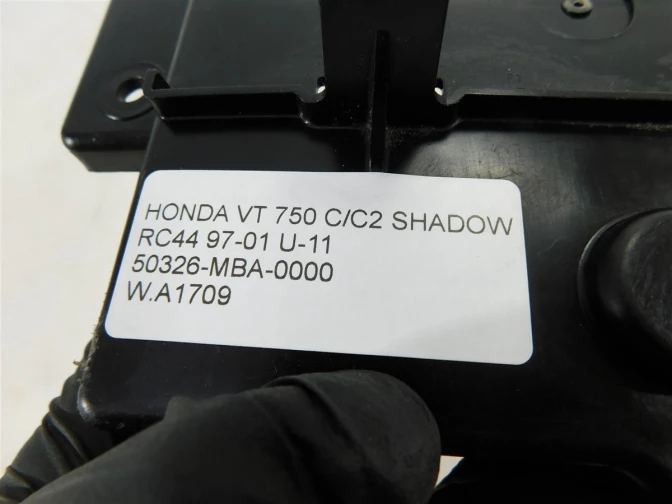 HONDA VT 750 C/C2 SHADOW
RC44 97-01 U-11
50326-MBA-0000
W.A1709